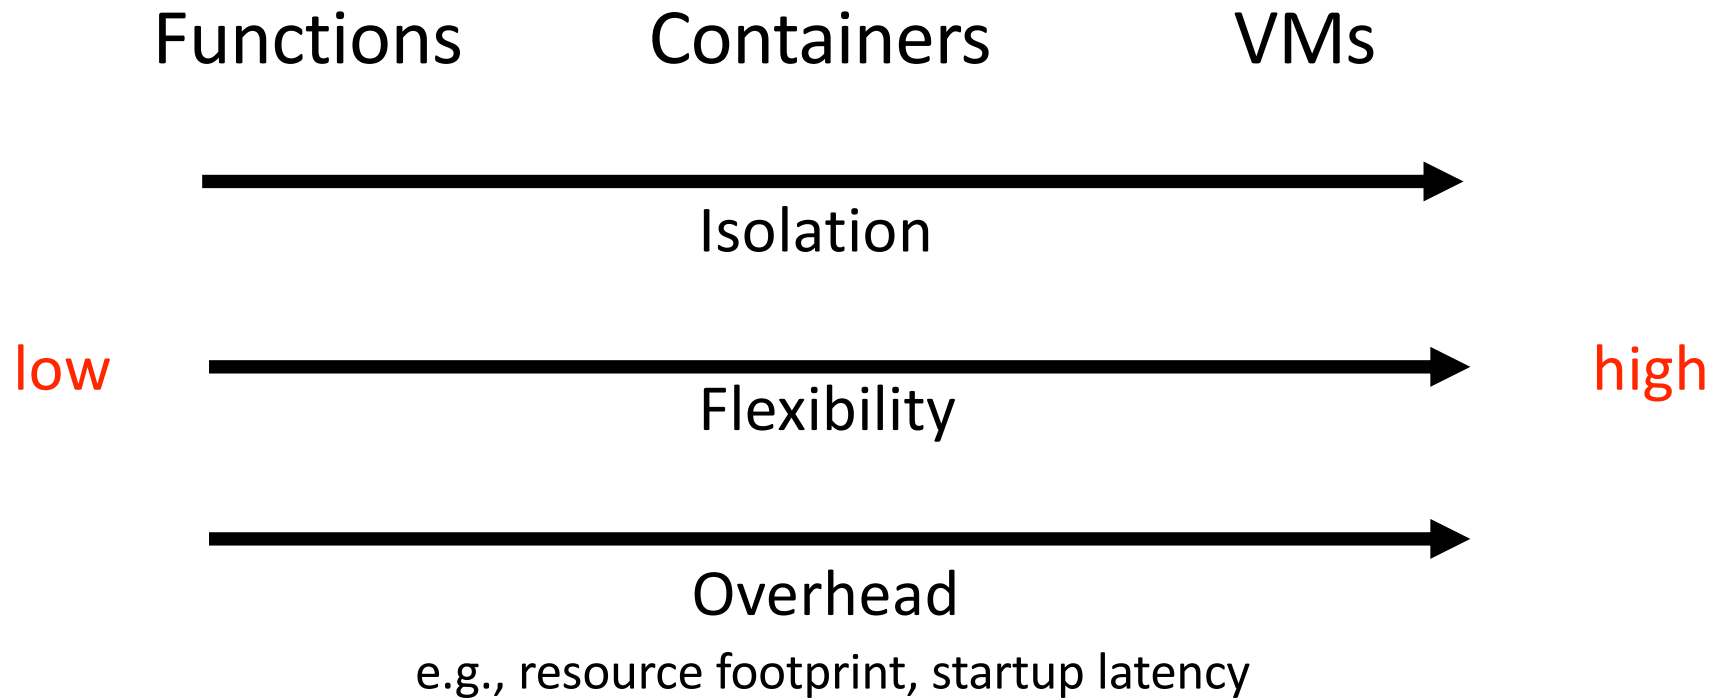 Functions Containers VMs
Isolation
low high
Flexibility
Overhead
e.g., resource footprint, startup latency